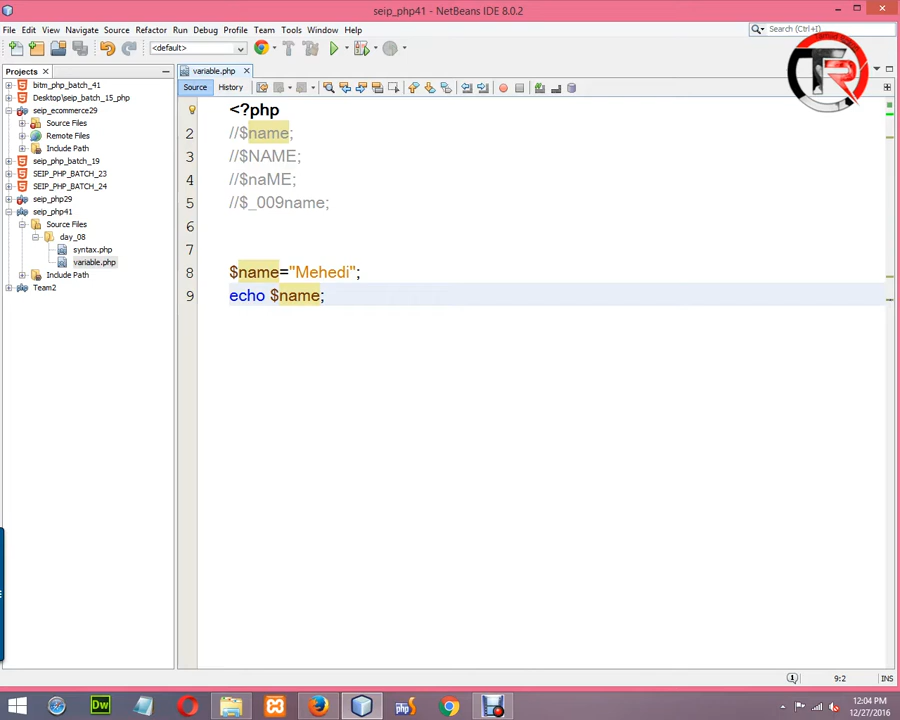 seip_php41 - NetBeans IDE 8.0.2
File Edit View Navigate Source Refactor Run Debug Profile Team Tools Window Help
Search (Ctrl+I)
<default>
Projects
variable.php
Source History
bitm_php_batch_41
Desktop\seip_batch_15_php
seip_ecommerce29
Source Files
Remote Files
Include Path
seip_php_batch_19
SEIP_PHP_BATCH_23
SEIP_PHP_BATCH_24
seip_php29
seip_php41
Source Files
day_08
syntax.php
variable.php
Include Path
Team2
<?php
2 //$name;
3 //$NAME;
4 //$naME;
5 //$_009name;
6
7
8 $name="Mehedi";
9 echo $name;
TR
1
9:2 INS
Dw
php
12:04 PM
12/27/2016